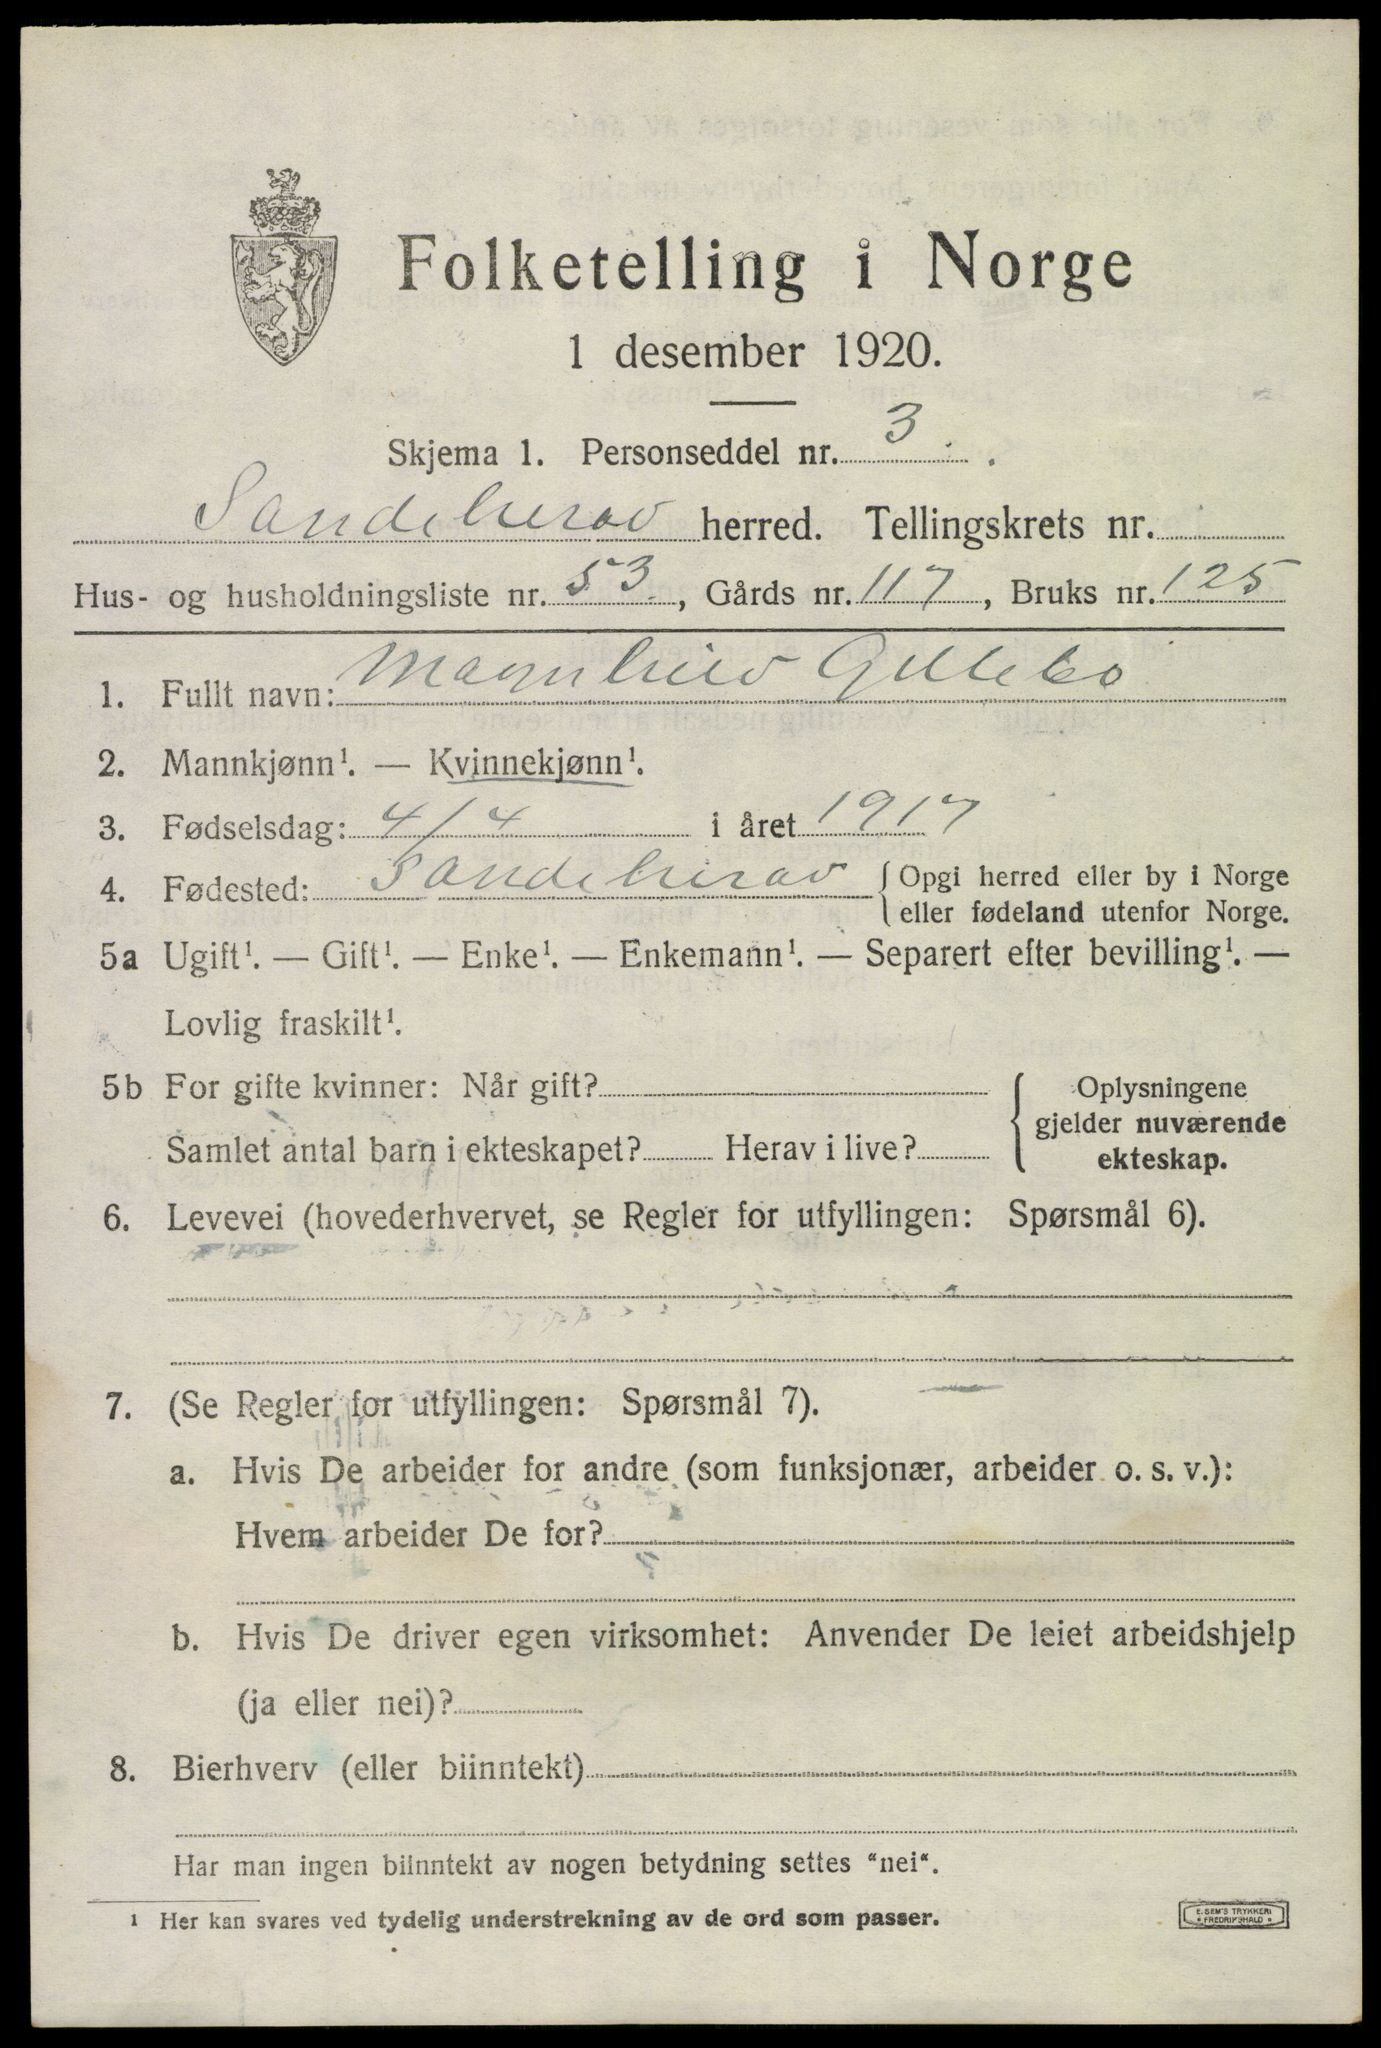 Folketelling i Norge
1 desember 1920.
Skjema 1. Personseddel nr. 3.
Sandeherad herred. Tellingskrets nr.
Hus- og husholdningsliste nr. 53, Gårds nr. 117, Bruks nr. 125
1. Fullt navn: Magnhild Gllebo
2. Mannkjønn¹. — Kvinnekjønn¹.
3. Fødselsdag: 4/4 i året 1917
4. Fødested: Sandeherad { Opgi herred eller by i Norge
eller fødeland utenfor Norge.
5a Ugift¹. — Gift¹. — Enke¹. — Enkemann¹. — Separert efter bevilling¹. —
Lovlig fraskilt¹.
5b For gifte kvinner: Når gift? { Oplysningene
gjelder nuværende
Samlet antal barn i ekteskapet? Herav i live? ekteskap.
6. Levevei (hovederhvervet, se Regler for utfyllingen: Spørsmål 6).
7. (Se Regler for utfyllingen: Spørsmål 7).
a. Hvis De arbeider for andre (som funksjonær, arbeider o. s. v.):
Hvem arbeider De for?
b. Hvis De driver egen virksomhet: Anvender De leiet arbeidshjelp
(ja eller nei)?
8. Bierhverv (eller biinntekt)
Har man ingen biinntekt av nogen betydning settes "nei".
1 Her kan svares ved tydelig understrekning av de ord som passer.
E. SEM'S TRYKKERI
* FREDRIKSHALD *